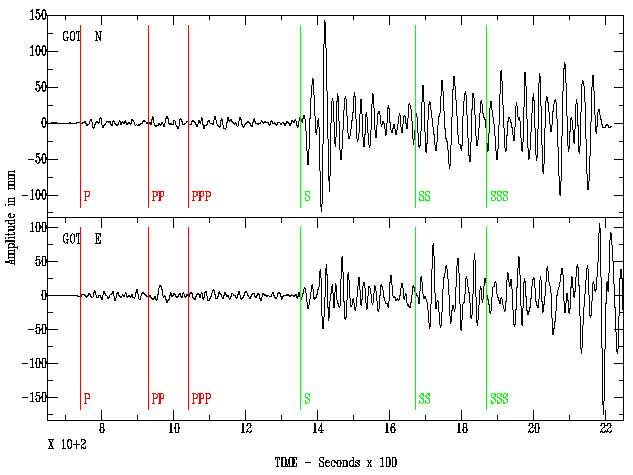 150
GOT N
100
50
0
-50
-100
P PP PPP S SS SSS
Amplitude in mm
100
GOT E
50
0
-50
-100
-150
P PP PPP S SS SSS
8 10 12 14 16 18 20 22
X 10+2
TIME - Seconds x 100